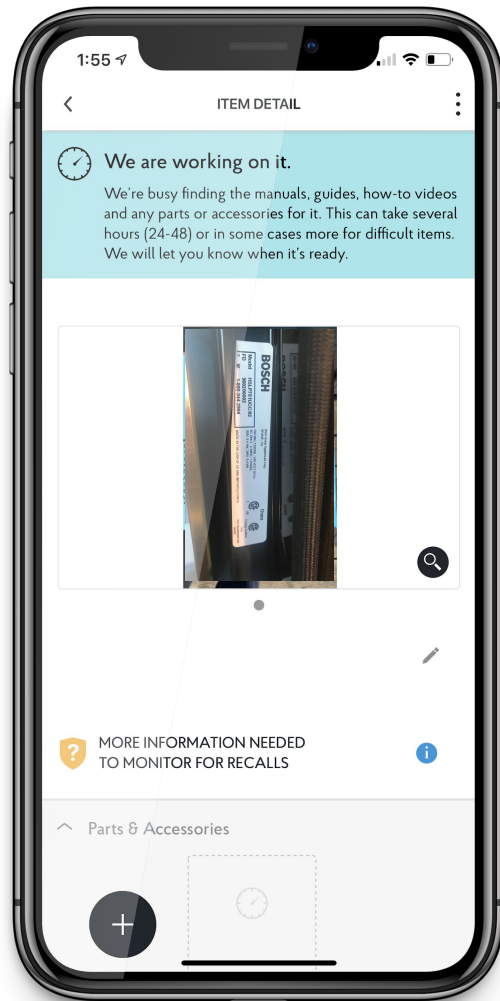 1:55
ITEM DETAIL
We are working on it.
We're busy finding the manuals, guides, how-to videos
and any parts or accessories for it. This can take several
hours (24-48) or in some cases more for difficult items.
We will let you know when it's ready.
BOSCH
Model
FD
Oven
MORE INFORMATION NEEDED
TO MONITOR FOR RECALLS
Parts & Accessories